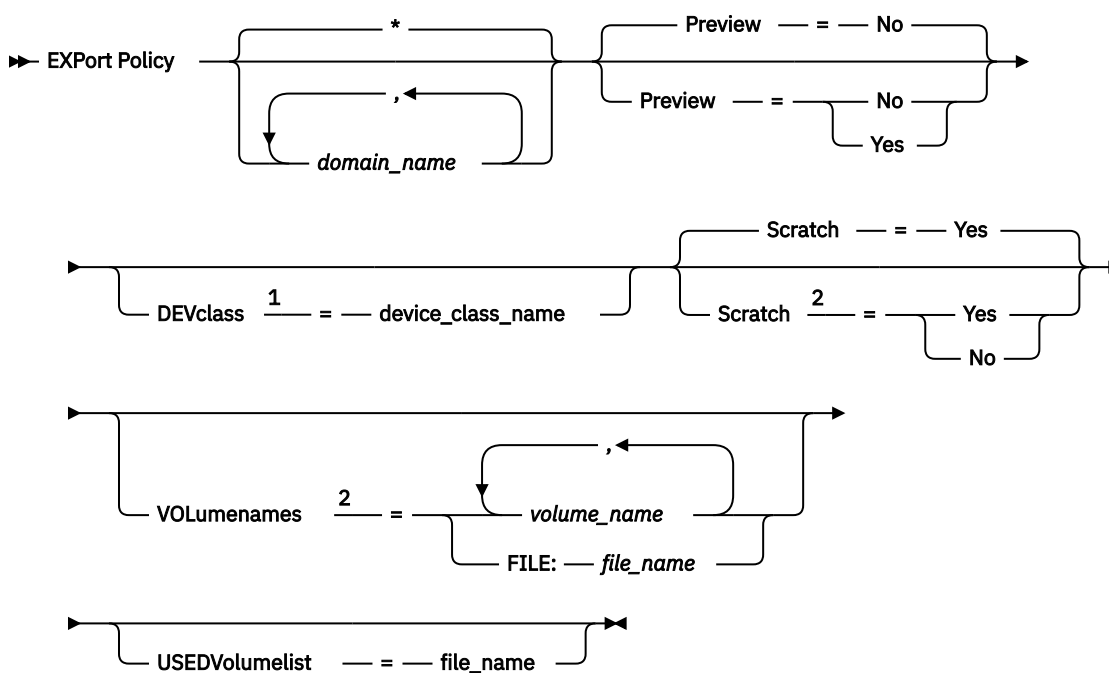 *
Preview = No
EXPort Policy
,
Preview = No
Yes
domain_name
Scratch = Yes
DEVclass 1 = device_class_name
Scratch 2 = Yes
No
,
VOLumenames 2 = volume_name
FILE: file_name
USEDVolumelist = file_name